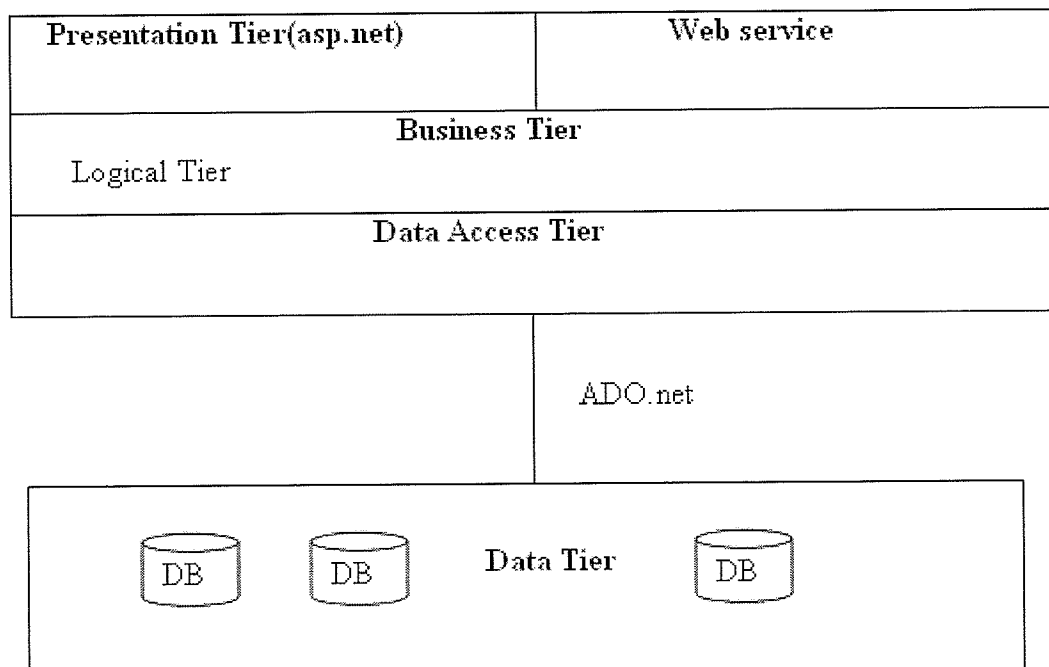 Presentation Tier(asp.net)
Web service
Business Tier
Logical Tier
Data Access Tier
ADO.net
DB
DB
Data Tier
DB